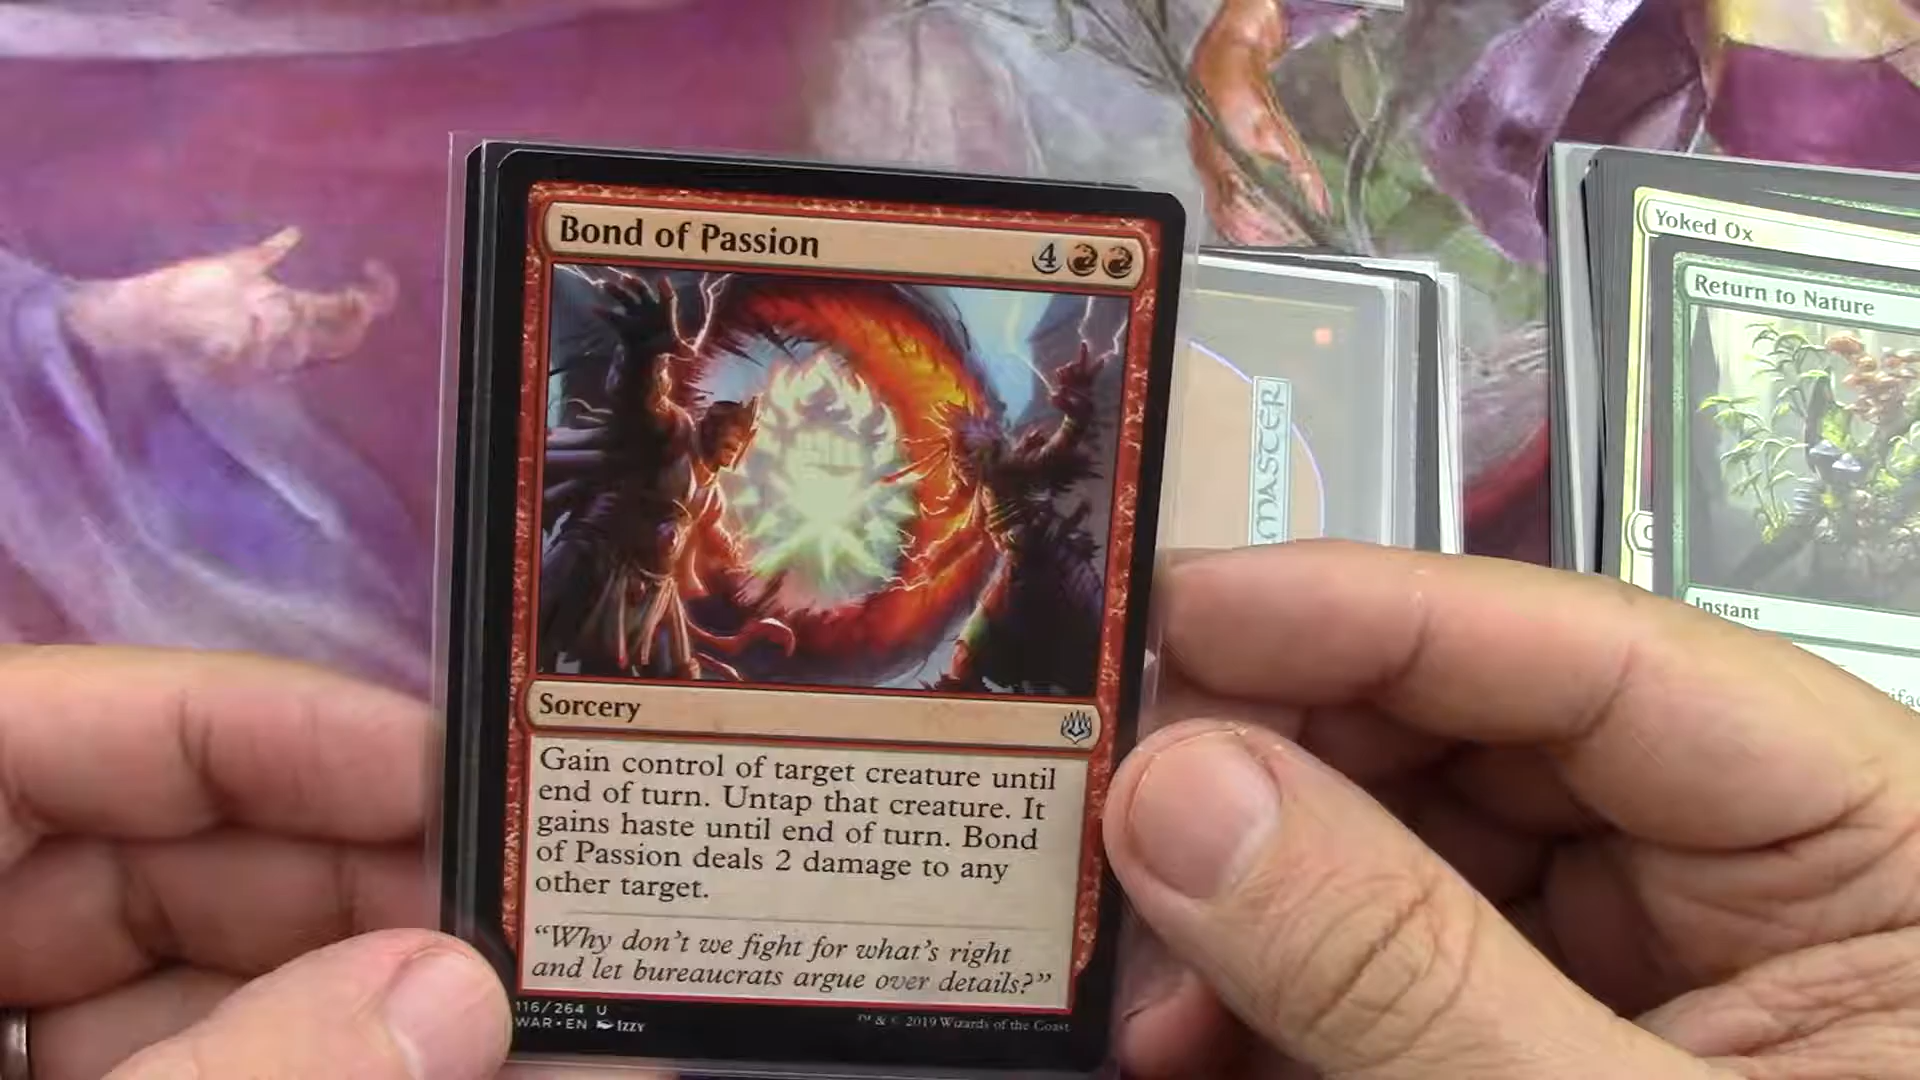 Bond of Passion
4
Sorcery
Gain control of target creature until
end of turn. Untap that creature. It
gains haste until end of turn. Bond
of Passion deals 2 damage to any
other target.
“Why don’t we fight for what’s right
and let bureaucrats argue over details?”
116/264 U
WAR • EN Izzy
™ & © 2019 Wizards of the Coast
MASTER
Yoked Ox
Return to Nature
Instant